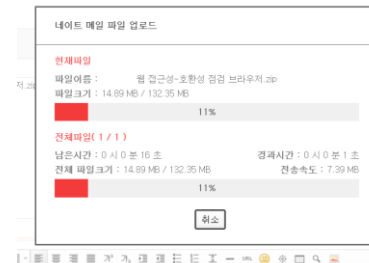 네이트 메일 파일 업로드
현재파일
파일이름 : 웹 접근성-호환성 점검 브라우저.zip
파일크기 : 14.89 MB / 132.35 MB
11%
전체파일( 1 / 1 )
남은시간 : 0 시 0 분 16 초 경과시간 : 0 시 0 분 1 초
전체 파일크기 : 14.89 MB / 132.35 MB 전송속도 : 7.39 MB
11%
취소